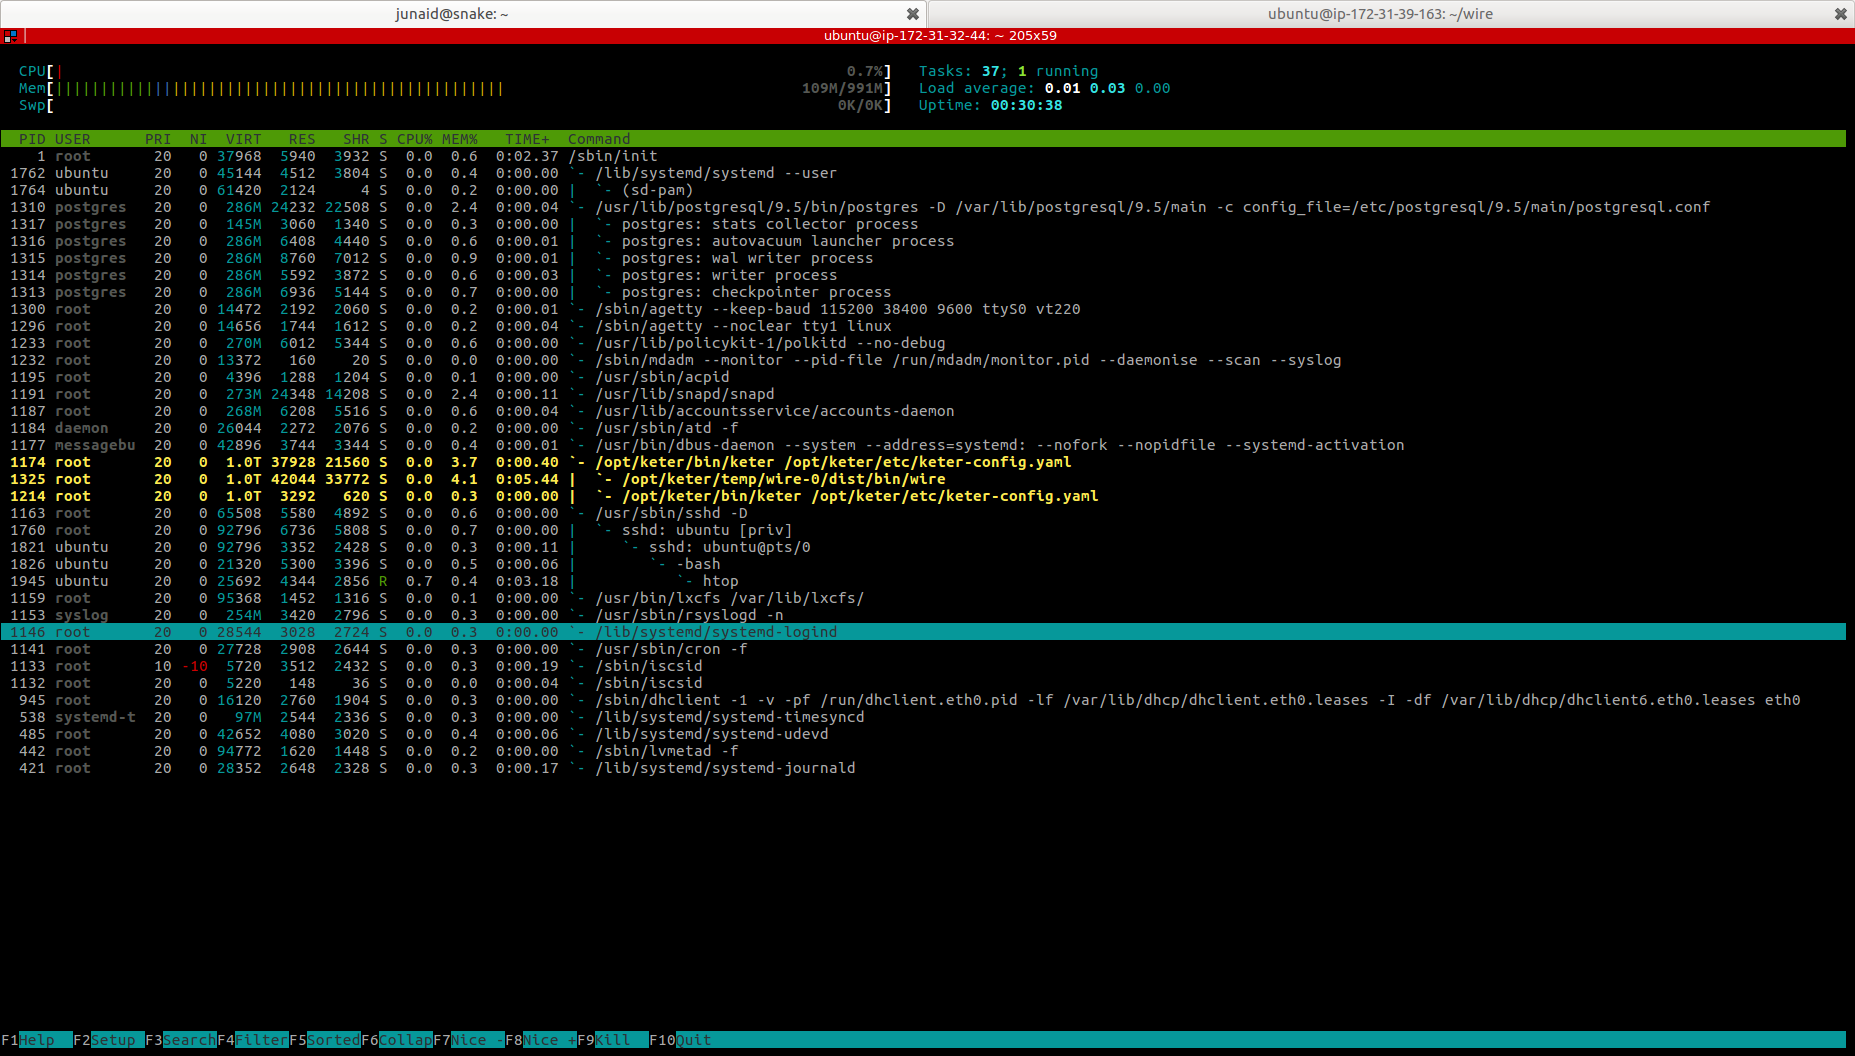 junaid@snake: ~ ubuntu@ip-172-31-39-163: ~/wire
ubuntu@ip-172-31-32-44: ~ 205x59
CPU[| 0.7%] Tasks: 37; 1 running
Mem[||||||||||||||||||||||||||||||||||||||||||||||||||109M/991M] Load average: 0.01 0.03 0.00
Swp[ 0K/0K] Uptime: 00:30:38
PID USER PRI NI VIRT RES SHR S CPU% MEM% TIME+ Command
1 root 20 0 37968 5940 3932 S 0.0 0.6 0:02.37 /sbin/init
1762 ubuntu 20 0 45144 4512 3804 S 0.0 0.4 0:00.00 `- /lib/systemd/systemd --user
1764 ubuntu 20 0 61420 2124 4 S 0.0 0.2 0:00.00 | `- (sd-pam)
1310 postgres 20 0 286M 24232 22508 S 0.0 2.4 0:00.04 `- /usr/lib/postgresql/9.5/bin/postgres -D /var/lib/postgresql/9.5/main -c config_file=/etc/postgresql/9.5/main/postgresql.conf
1317 postgres 20 0 145M 3060 1340 S 0.0 0.3 0:00.00 | `- postgres: stats collector process
1316 postgres 20 0 286M 6408 4440 S 0.0 0.6 0:00.01 | `- postgres: autovacuum launcher process
1315 postgres 20 0 286M 8760 7012 S 0.0 0.9 0:00.01 | `- postgres: wal writer process
1314 postgres 20 0 286M 5592 3872 S 0.0 0.6 0:00.03 | `- postgres: writer process
1313 postgres 20 0 286M 6936 5144 S 0.0 0.7 0:00.00 | `- postgres: checkpointer process
1300 root 20 0 14472 2192 2060 S 0.0 0.2 0:00.01 `- /sbin/agetty --keep-baud 115200 38400 9600 ttyS0 vt220
1296 root 20 0 14656 1744 1612 S 0.0 0.2 0:00.04 `- /sbin/agetty --noclear tty1 linux
1233 root 20 0 270M 6012 5344 S 0.0 0.6 0:00.00 `- /usr/lib/policykit-1/polkitd --no-debug
1232 root 20 0 13372 160 20 S 0.0 0.0 0:00.00 `- /sbin/mdadm --monitor --pid-file /run/mdadm/monitor.pid --daemonise --scan --syslog
1195 root 20 0 4396 1288 1204 S 0.0 0.1 0:00.00 `- /usr/sbin/acpid
1191 root 20 0 273M 24348 14208 S 0.0 2.4 0:00.11 `- /usr/lib/snapd/snapd
1187 root 20 0 268M 6208 5516 S 0.0 0.6 0:00.04 `- /usr/lib/accountsservice/accounts-daemon
1184 daemon 20 0 26044 2272 2076 S 0.0 0.2 0:00.00 `- /usr/sbin/atd -f
1177 messagebu 20 0 42896 3744 3344 S 0.0 0.4 0:00.01 `- /usr/bin/dbus-daemon --system --address=systemd: --nofork --nopidfile --systemd-activation
1174 root 20 0 1.0T 37928 21560 S 0.0 3.7 0:00.40 `- /opt/keter/bin/keter /opt/keter/etc/keter-config.yaml
1325 root 20 0 1.0T 42044 33772 S 0.0 4.1 0:05.44 | `- /opt/keter/temp/wire-0/dist/bin/wire
1214 root 20 0 1.0T 3292 620 S 0.0 0.3 0:00.00 | `- /opt/keter/bin/keter /opt/keter/etc/keter-config.yaml
1163 root 20 0 65508 5580 4892 S 0.0 0.6 0:00.00 `- /usr/sbin/sshd -D
1760 root 20 0 92796 6736 5808 S 0.0 0.7 0:00.00 | `- sshd: ubuntu [priv]
1821 ubuntu 20 0 92796 3352 2428 S 0.0 0.3 0:00.11 | `- sshd: ubuntu@pts/0
1826 ubuntu 20 0 21320 5300 3396 S 0.0 0.5 0:00.06 | `- -bash
1945 ubuntu 20 0 25692 4344 2856 R 0.7 0.4 0:03.18 | `- htop
1159 root 20 0 95368 1452 1316 S 0.0 0.1 0:00.00 `- /usr/bin/lxcfs /var/lib/lxcfs/
1153 syslog 20 0 254M 3420 2796 S 0.0 0.3 0:00.00 `- /usr/sbin/rsyslogd -n
1146 root 20 0 28544 3028 2724 S 0.0 0.3 0:00.00 `- /lib/systemd/systemd-logind
1141 root 20 0 27728 2908 2644 S 0.0 0.3 0:00.00 `- /usr/sbin/cron -f
1133 root 10 -10 5720 3512 2432 S 0.0 0.3 0:00.19 `- /sbin/iscsid
1132 root 20 0 5220 148 36 S 0.0 0.0 0:00.04 `- /sbin/iscsid
945 root 20 0 16120 2760 1904 S 0.0 0.3 0:00.00 `- /sbin/dhclient -1 -v -pf /run/dhclient.eth0.pid -lf /var/lib/dhcp/dhclient.eth0.leases -I -df /var/lib/dhcp/dhclient6.eth0.leases eth0
538 systemd-t 20 0 97M 2544 2336 S 0.0 0.3 0:00.00 `- /lib/systemd/systemd-timesyncd
485 root 20 0 42652 4080 3020 S 0.0 0.4 0:00.06 `- /lib/systemd/systemd-udevd
442 root 20 0 94772 1620 1448 S 0.0 0.2 0:00.00 `- /sbin/lvmetad -f
421 root 20 0 28352 2648 2328 S 0.0 0.3 0:00.17 `- /lib/systemd/systemd-journald
F1Help F2Setup F3SearchF4FilterF5SortedF6CollapF7Nice -F8Nice +F9Kill F10Quit